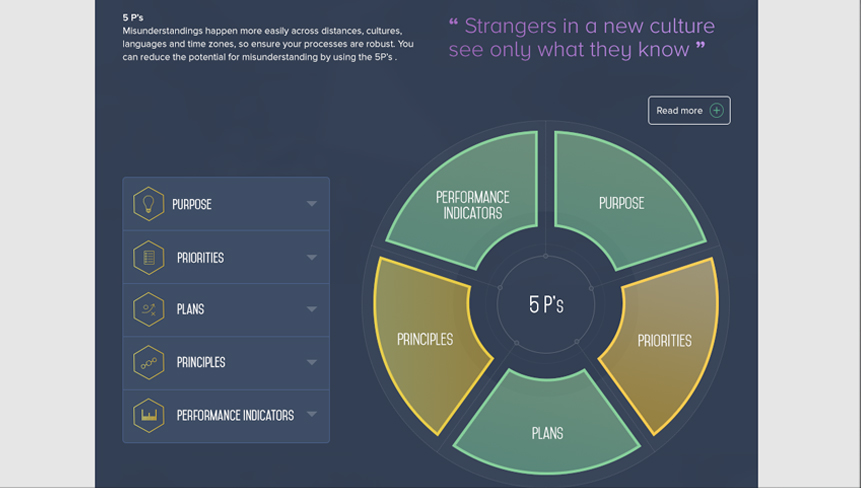 5 P's
Misunderstandings happen more easily across distances, cultures,
languages and time zones, so ensure your processes are robust. You
can reduce the potential for misunderstanding by using the 5P's .
“ Strangers in a new culture
see only what they know ”
Read more
PURPOSE
PRIORITIES
PLANS
PRINCIPLES
PERFORMANCE INDICATORS
PERFORMANCE
INDICATORS
PURPOSE
PRINCIPLES
5 P's
PRIORITIES
PLANS